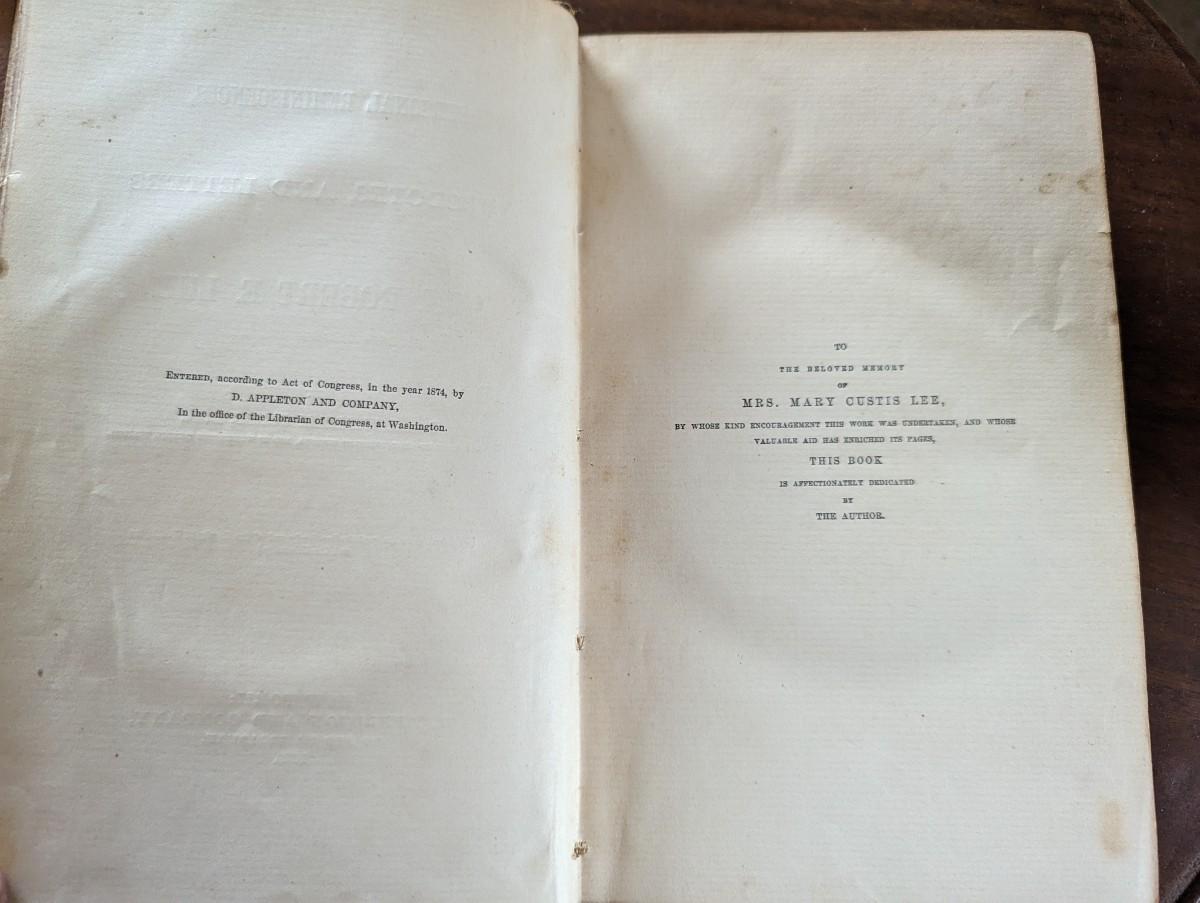 ENTERED, according to Act of Congress, in the year 1874, by
D. APPLETON AND COMPANY,
In the office of the Librarian of Congress, at Washington.
TO
THE BELOVED MEMORY
OF
MRS. MARY CUSTIS LEE,
BY WHOSE KIND ENCOURAGEMENT THIS WORK WAS UNDERTAKEN, AND WHOSE
VALUABLE AID HAS ENRICHED ITS PAGES,
THIS BOOK
IS AFFECTIONATELY DEDICATED
BY
THE AUTHOR.